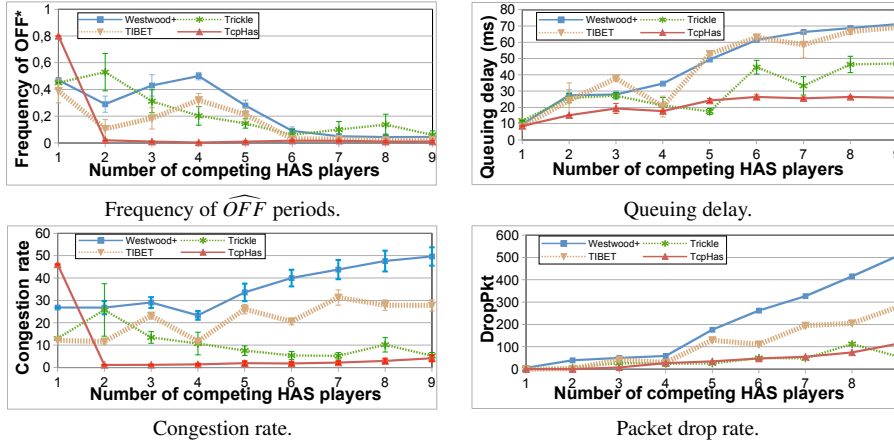 Frequency of OFF*
1
0,8
0,6
0,4
0,2
0
Westwood+ Trickle
TIBET TcpHas
1 2 3 4 5 6 7 8 9
Number of competing HAS players
Frequency of OFF periods.
Queuing delay (ms)
80
70
60
50
40
30
20
10
0
Westwood+ Trickle
TIBET TcpHas
1 2 3 4 5 6 7 8 9
Number of competing HAS players
Queuing delay.
Congestion rate
60
50
40
30
20
10
0
Westwood+ Trickle
TIBET TcpHas
1 2 3 4 5 6 7 8 9
Number of competing HAS players
Congestion rate.
DropPkt
600
500
400
300
200
100
0
Westwood+ Trickle
TIBET TcpHas
1 2 3 4 5 6 7 8
Number of competing HAS players
Packet drop rate.